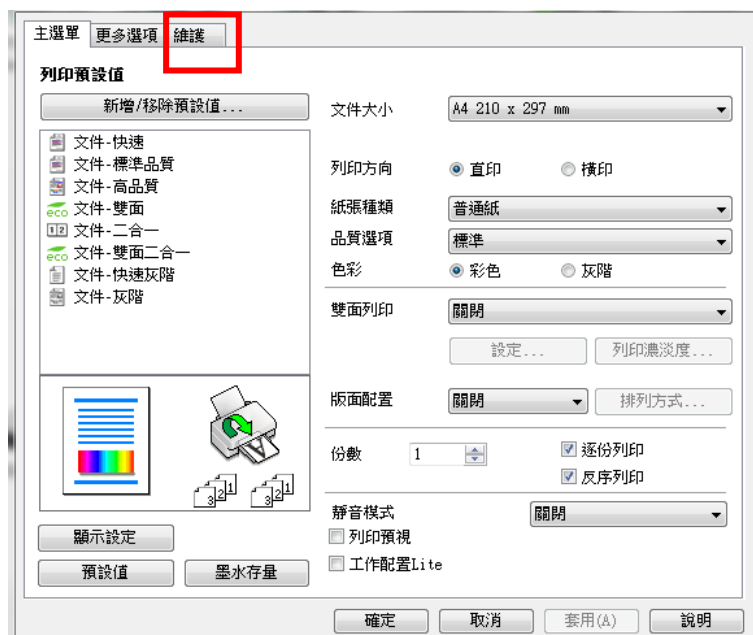 主選單 更多選項 維護
列印預設值
新增/移除預設值...
文件-快速
文件-標準品質
文件-高品質
eco 文件-雙面
12 文件-二合一
eco 文件-雙面二合一
文件-快速灰階
文件-灰階
321 321
顯示設定
預設值 墨水存量
文件大小 A4 210 x 297 mm
列印方向 直印 橫印
紙張種類 普通紙
品質選項 標準
色彩 彩色 灰階
雙面列印 關閉
設定... 列印濃淡度...
版面配置 關閉 排列方式...
份數 1 逐份列印
反序列印
靜音模式 關閉
列印預視
工作配置Lite
確定 取消 套用(A) 說明